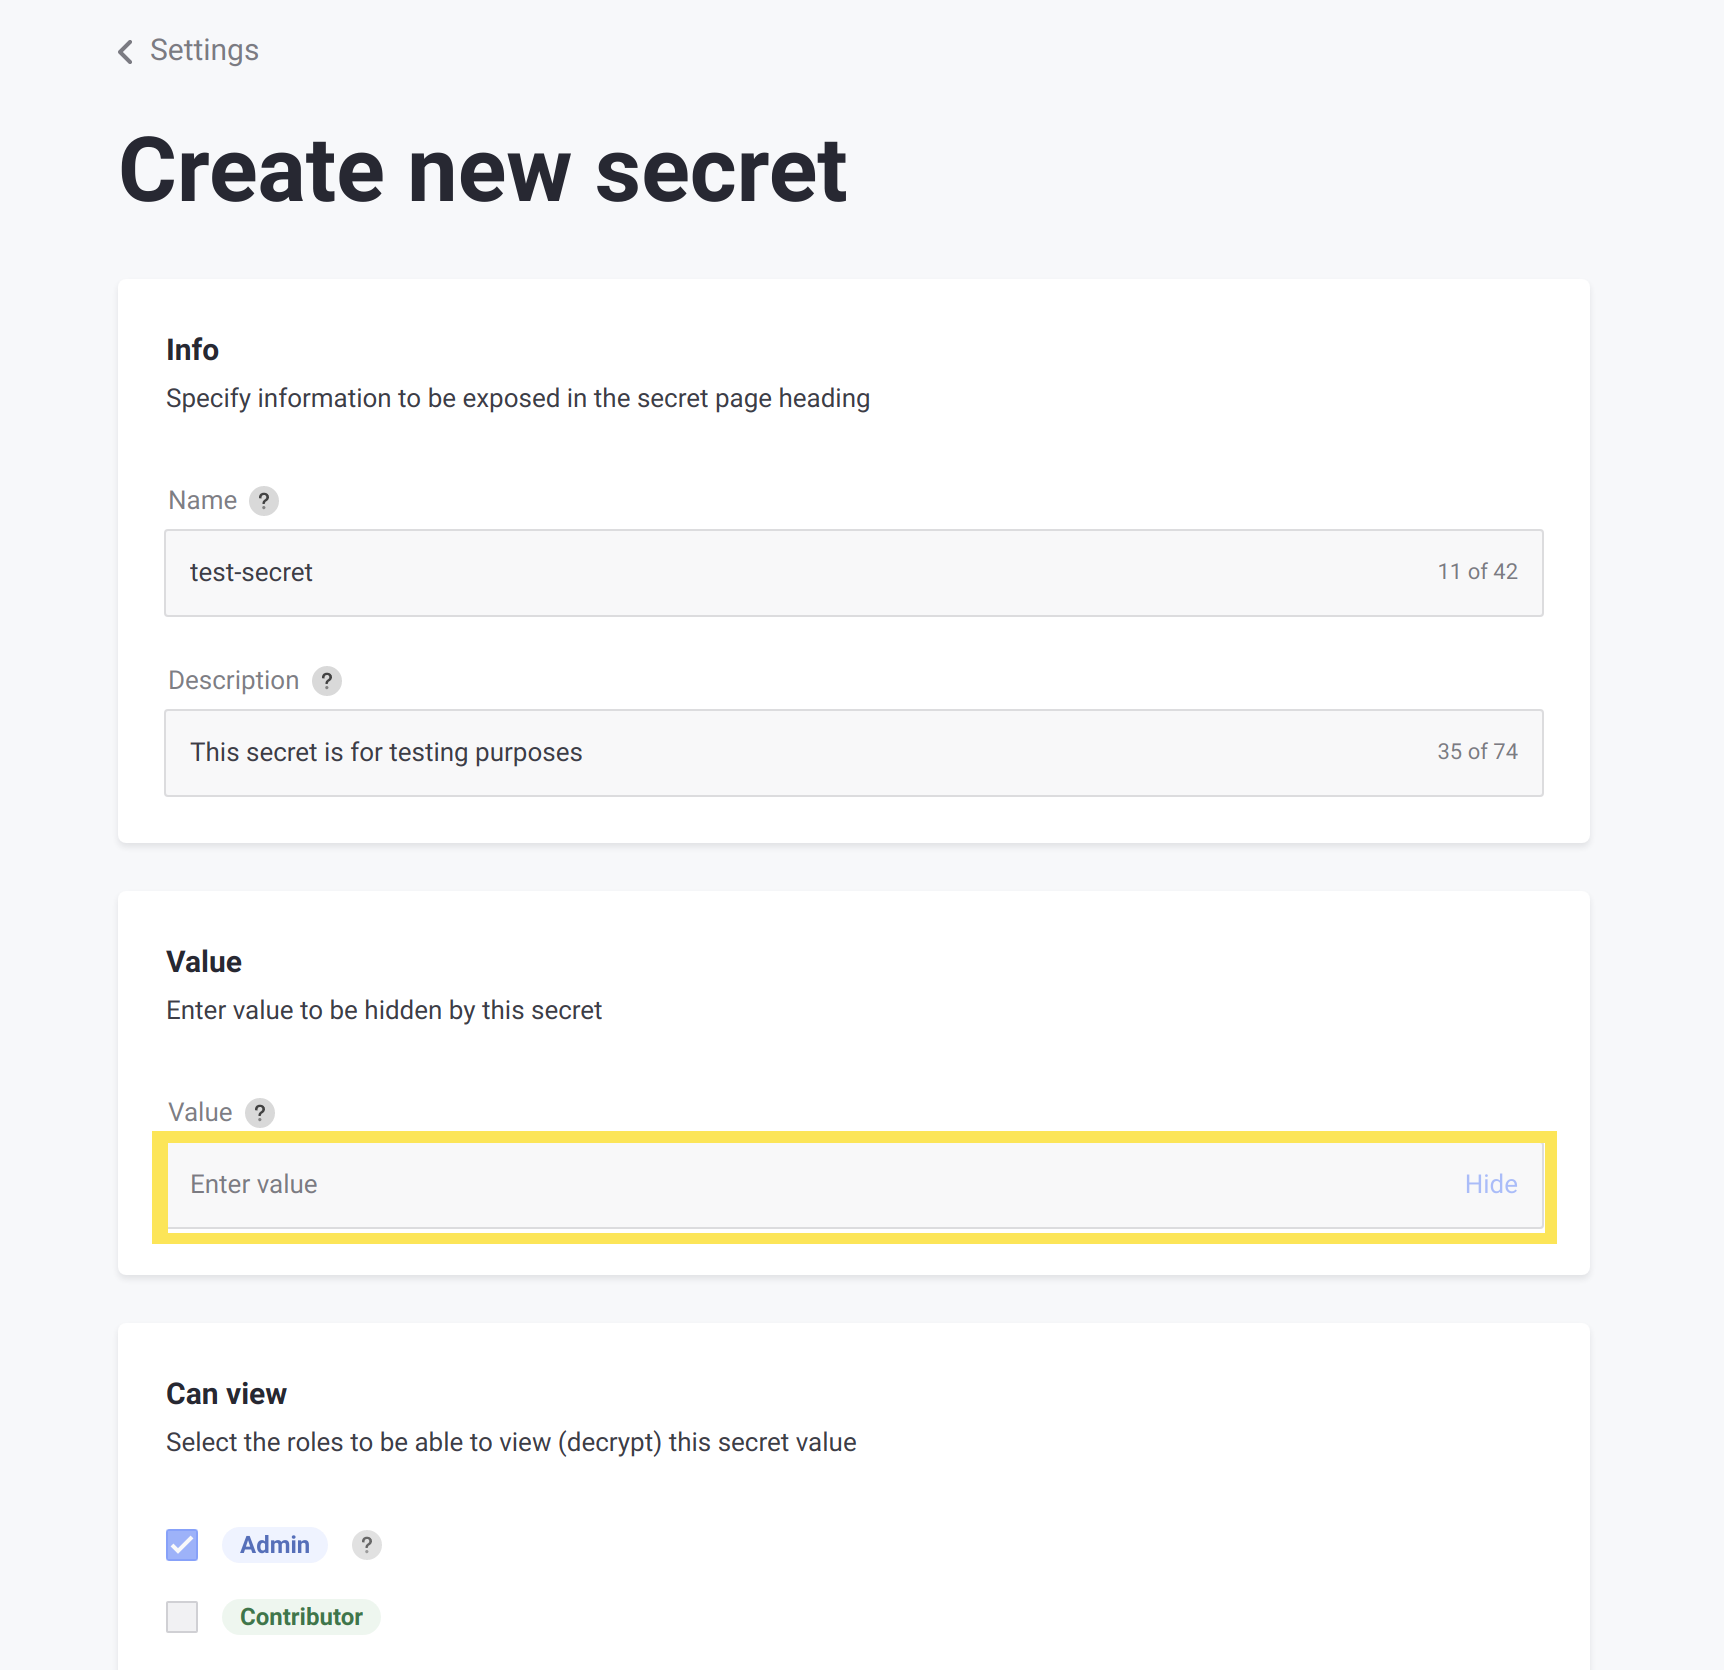 Settings
Create new secret
Info
Specify information to be exposed in the secret page heading
Name ?
test-secret 11 of 42
Description ?
This secret is for testing purposes 35 of 74
Value
Enter value to be hidden by this secret
Value ?
Enter value Hide
Can view
Select the roles to be able to view (decrypt) this secret value
Admin ?
Contributor